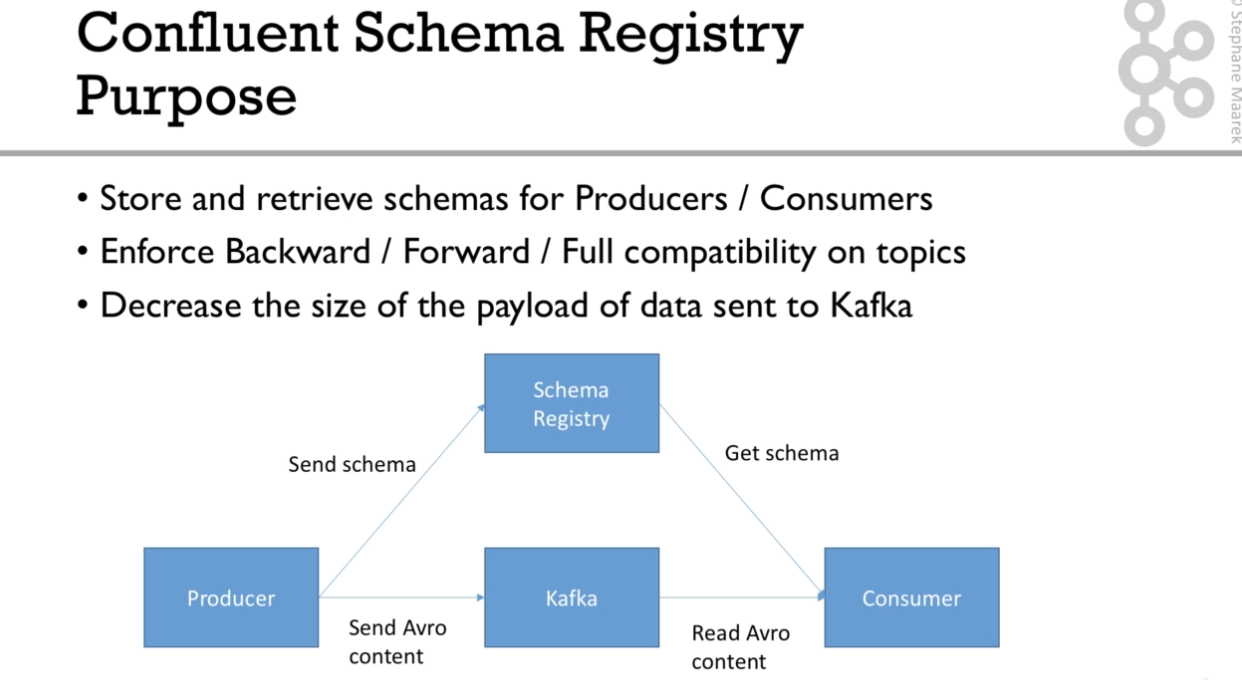 Confluent Schema Registry
Purpose
© Stephane Maarek
• Store and retrieve schemas for Producers / Consumers
• Enforce Backward / Forward / Full compatibility on topics
• Decrease the size of the payload of data sent to Kafka
Schema
Registry
Send schema
Get schema
Producer
Kafka
Consumer
Send Avro
content
Read Avro
content